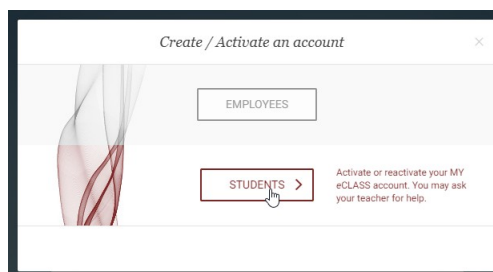 Create / Activate an account
EMPLOYEES
STUDENTS
Activate or reactivate your MY
eCLASS account. You may ask
your teacher for help.